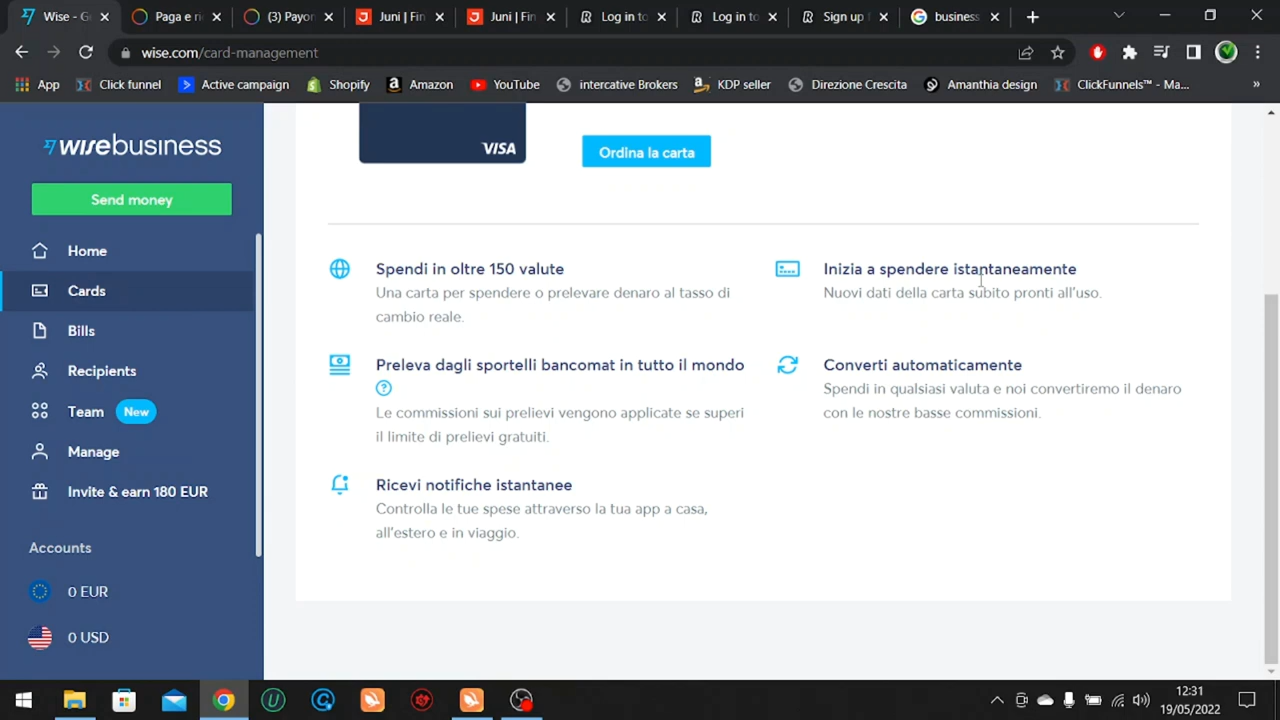 Wise - G
Paga e ri
(3) Payon
Juni | Fin
Juni | Fin
Log in to
Log in to
Sign up
business
wise.com/card-management
App
Click funnel
Active campaign
Shopify
Amazon
YouTube
intercative Brokers
KDP seller
Direzione Crescita
Amanthia design
ClickFunnels™ - Ma...
»
wisebusiness
Send money
Home
Cards
Bills
Recipients
Team New
Manage
Invite & earn 180 EUR
Accounts
0 EUR
0 USD
VISA
Ordina la carta
Spendi in oltre 150 valute
Una carta per spendere o prelevare denaro al tasso di
cambio reale.
Inizia a spendere istantaneamente
Nuovi dati della carta subito pronti all'uso.
Preleva dagli sportelli bancomat in tutto il mondo
?
Le commissioni sui prelievi vengono applicate se superi
il limite di prelievi gratuiti.
Converti automaticamente
Spendi in qualsiasi valuta e noi convertiremo il denaro
con le nostre basse commissioni.
Ricevi notifiche istantanee
Controlla le tue spese attraverso la tua app a casa,
all'estero e in viaggio.
12:31
19/05/2022